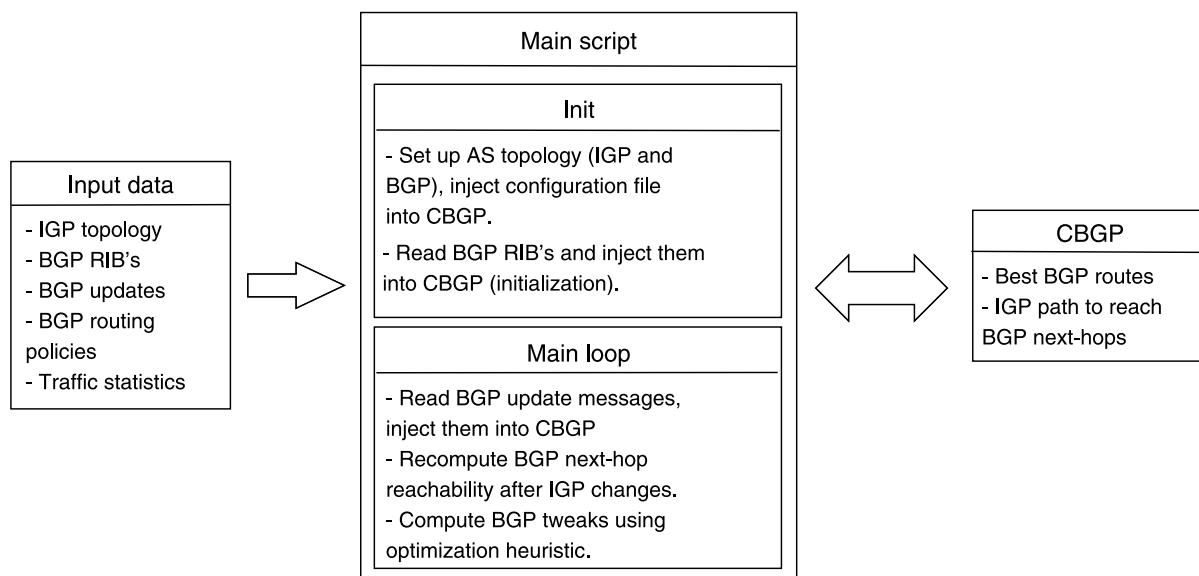 Input data
- IGP topology
- BGP RIB's
- BGP updates
- BGP routing
policies
- Traffic statistics
Main script
Init
- Set up AS topology (IGP and
BGP), inject configuration file
into CBGP.
- Read BGP RIB's and inject them
into CBGP (initialization).
Main loop
- Read BGP update messages,
inject them into CBGP
- Recompute BGP next-hop
reachability after IGP changes.
- Compute BGP tweaks using
optimization heuristic.
CBGP
- Best BGP routes
- IGP path to reach
BGP next-hops